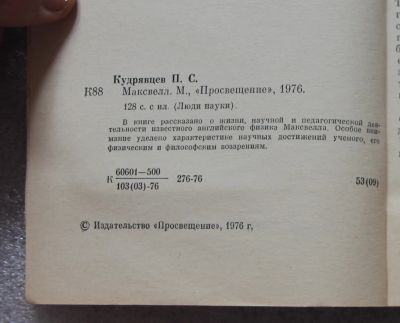 Кудрявцев П. С.
К88 Максвелл. М., «Просвещение», 1976.
128 с. с ил. (Люди науки).
В книге рассказано о жизни, научной и педагогической дея-
тельности известного английского физика Максвелла. Особое вни-
мание уделено характеристике научных достижений ученого, его
физическим и философским воззрениям.
К 60601—500
103(03)-76 276-76 53(09)
© Издательство «Просвещение», 1976 г,